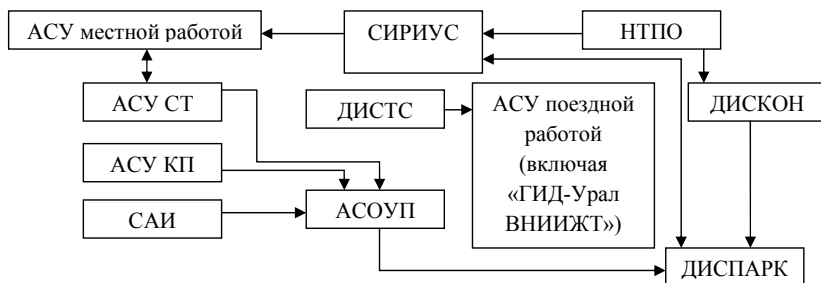 АСУ местной работой
СИРИУС
НТПО
АСУ СТ
ДИСТС
АСУ поездной
работой
(включая
«ГИД-Урал
ВНИИЖТ»)
ДИСКОН
АСУ КП
САИ
АСОУП
ДИСПАРК